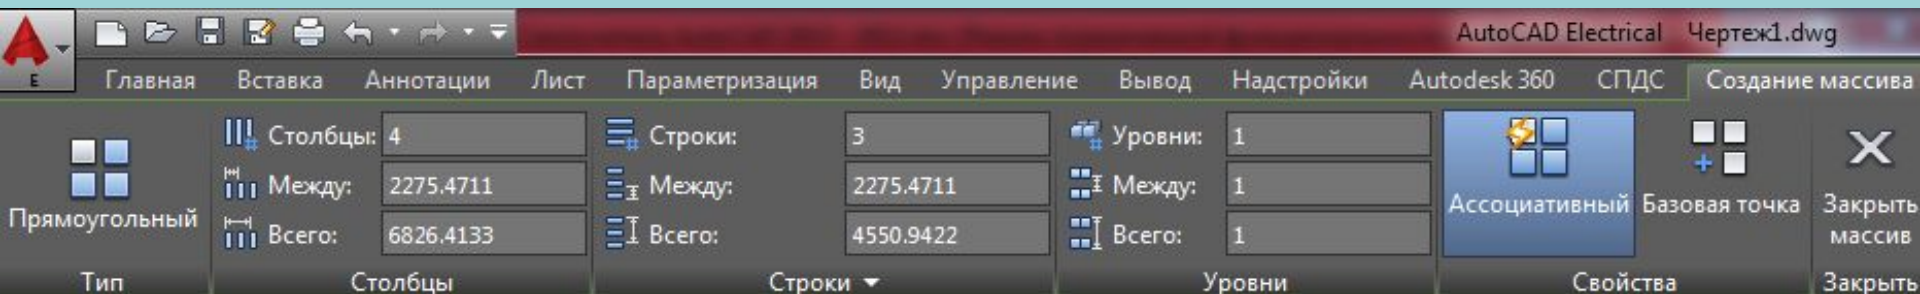 AutoCAD Electrical Чертеж1.dwg
E Главная Вставка Аннотации Лист Параметризация Вид Управление Вывод Надстройки Autodesk 360 СПДС Создание массива
Столбцы: 4 Строки: 3 Уровни: 1
Между: 2275.4711 Между: 2275.4711 Между: 1
Прямоугольный Ассоциативный Базовая точка Закрыть массив
Всего: 6826.4133 Всего: 4550.9422 Всего: 1
Тип Столбцы Строки Уровни Свойства Закрыть